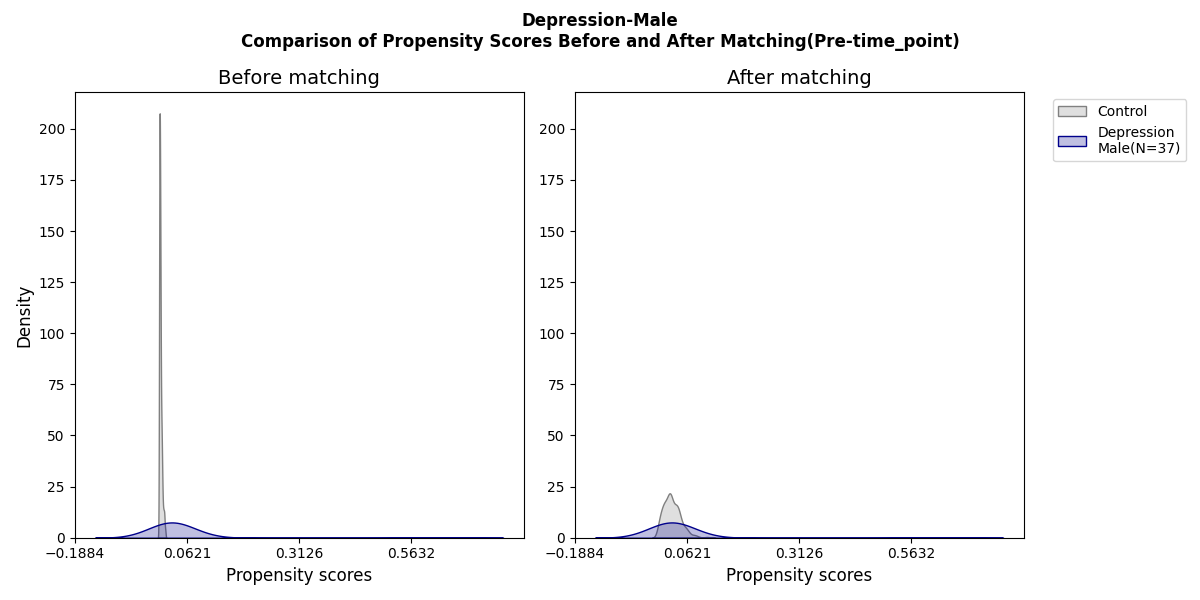 Depression-Male
Comparison of Propensity Scores Before and After Matching(Pre-time_point)
Before matching
Density
200
175
150
125
100
75
50
25
0
−0.1884 0.0621 0.3126 0.5632
Propensity scores
After matching
200
175
150
125
100
75
50
25
0
−0.1884 0.0621 0.3126 0.5632
Propensity scores
Control
Depression
Male(N=37)